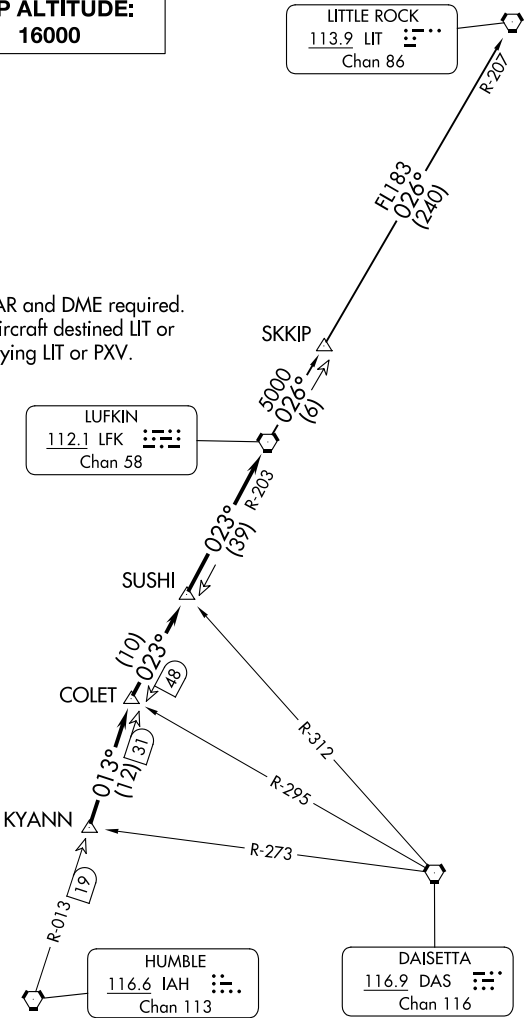 P ALTITUDE:
16000
LITTLE ROCK
113.9 LIT
Chan 86
R-207
FL183
026°
(240)
AR and DME required.
ircraft destined LIT or
ying LIT or PXV.
SKKIP
5000
026°
(6)
LUFKIN
112.1 LFK
Chan 58
R-203
023°
(39)
SUSHI
(10)
023°
48
COLET
R-312
013°
(12)
31
R-295
KYANN
R-273
R-013
19
HUMBLE
116.6 IAH
Chan 113
DAISETTA
116.9 DAS
Chan 116